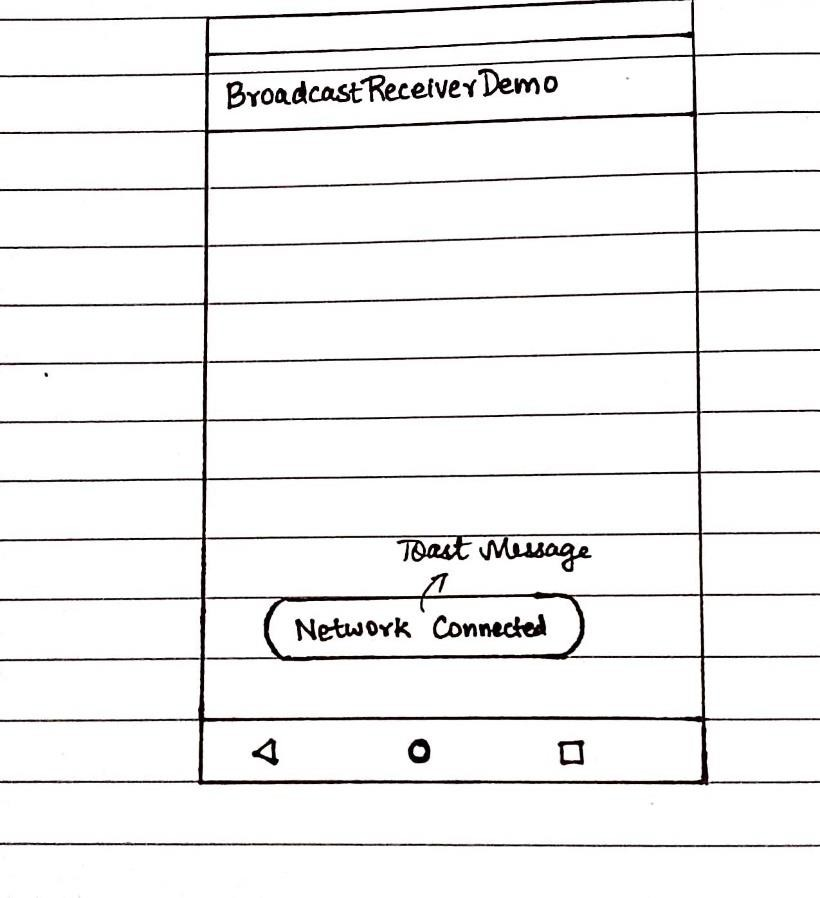 BroadcastReceiverDemo
Toast Message
Network Connected